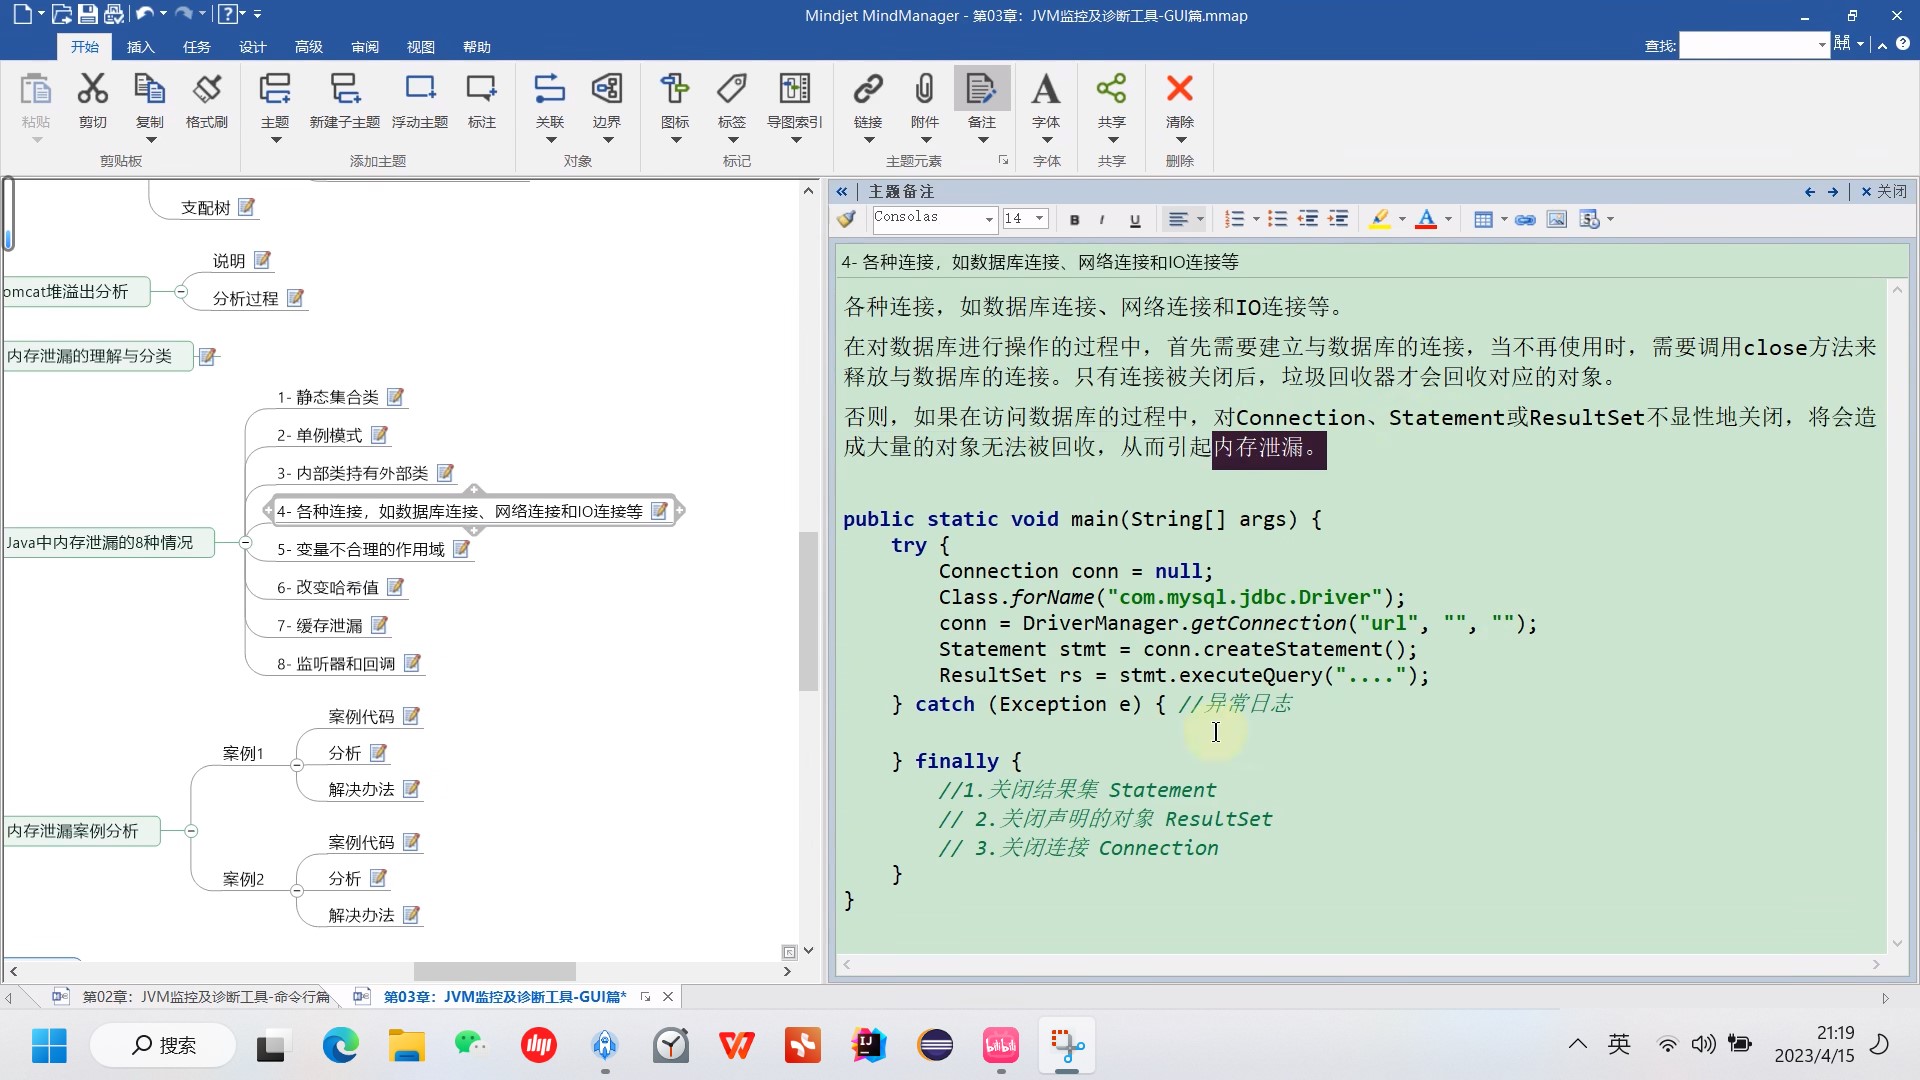 Mindjet MindManager - 第03章：JVM监控及诊断工具-GUI篇.mmap
开始 插入 任务 设计 高级 审阅 视图 帮助
查找:
粘贴 剪切 复制 格式刷 主题 新建子主题 浮动主题 标注 关联 边界 图标 标签 导图索引 链接 附件 备注 字体 共享 清除
剪贴板 添加主题 对象 标记 主题元素 字体 共享 删除
支配树
说明
omcat堆溢出分析
分析过程
内存泄漏的理解与分类
1- 静态集合类
2- 单例模式
3- 内部类持有外部类
4- 各种连接，如数据库连接、网络连接和IO连接等
Java中内存泄漏的8种情况
5- 变量不合理的作用域
6- 改变哈希值
7- 缓存泄漏
8- 监听器和回调
案例代码
案例1
分析
解决办法
内存泄漏案例分析
案例代码
案例2
分析
解决办法
主题备注
关闭
Consolas 14 B I U
4- 各种连接，如数据库连接、网络连接和IO连接等
各种连接，如数据库连接、网络连接和IO连接等。
在对数据库进行操作的过程中，首先需要建立与数据库的连接，当不再使用时，需要调用close方法来
释放与数据库的连接。只有连接被关闭后，垃圾回收器才会回收对应的对象。
否则，如果在访问数据库的过程中，对Connection、Statement或ResultSet不显性地关闭，将会造
成大量的对象无法被回收，从而引起内存泄漏。
public static void main(String[] args) {
try {
Connection conn = null;
Class.forName("com.mysql.jdbc.Driver");
conn = DriverManager.getConnection("url", "", "");
Statement stmt = conn.createStatement();
ResultSet rs = stmt.executeQuery("....");
} catch (Exception e) { //异常日志
} finally {
//1.关闭结果集 Statement
// 2.关闭声明的对象 ResultSet
// 3.关闭连接 Connection
}
}
第02章：JVM监控及诊断工具-命令行篇
第03章：JVM监控及诊断工具-GUI篇*
搜索
英
21:19
2023/4/15